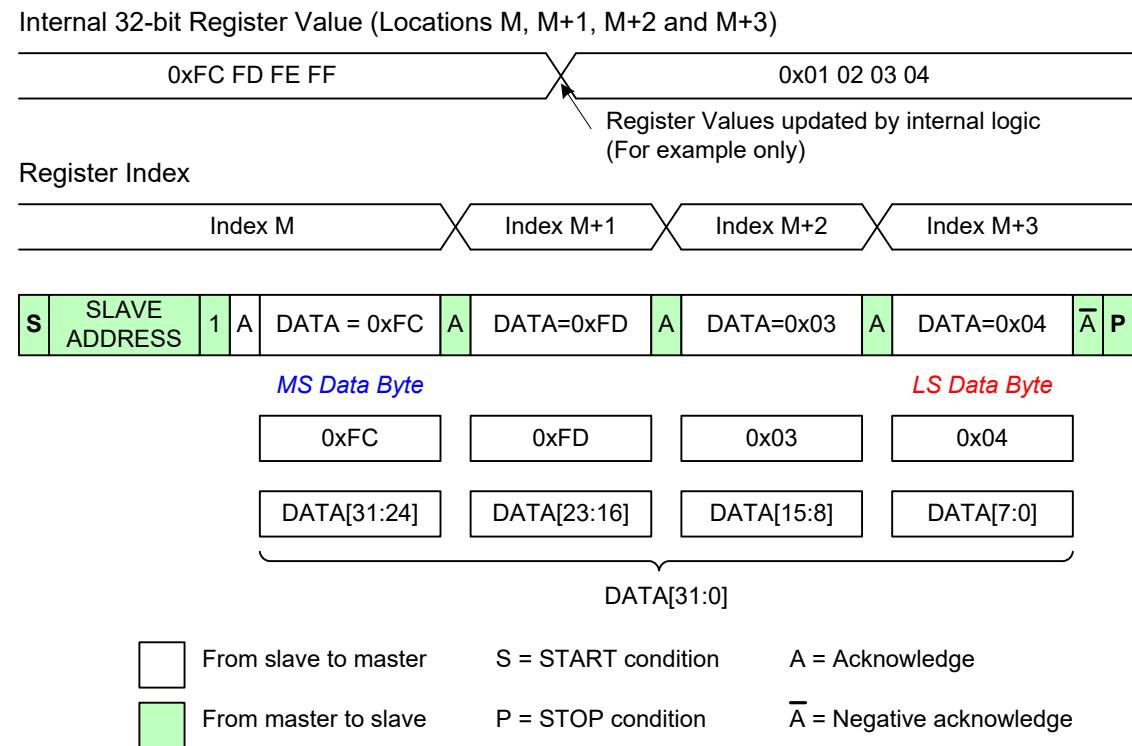 Internal 32-bit Register Value (Locations M, M+1, M+2 and M+3)
0xFC FD FE FF 0x01 02 03 04
Register Values updated by internal logic
(For example only)
Register Index
Index M Index M+1 Index M+2 Index M+3
S SLAVE ADDRESS 1 A DATA = 0xFC A DATA=0xFD A DATA=0x03 A DATA=0x04 A̅ P
MS Data Byte LS Data Byte
0xFC 0xFD 0x03 0x04
DATA[31:24] DATA[23:16] DATA[15:8] DATA[7:0]
DATA[31:0]
From slave to master S = START condition A = Acknowledge
From master to slave P = STOP condition A̅ = Negative acknowledge